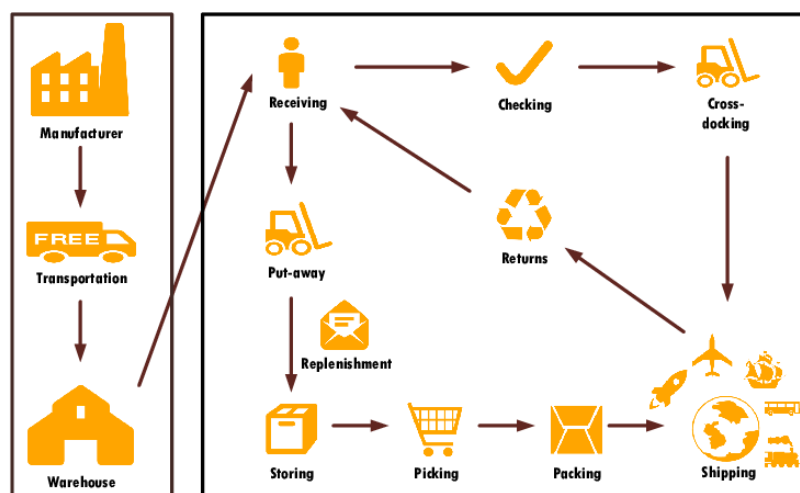 Manufacturer
FREE
Transportation
Warehouse
Receiving
Checking
Cross-
docking
Put-away
Returns
Replenishment
Storing
Picking
Packing
Shipping